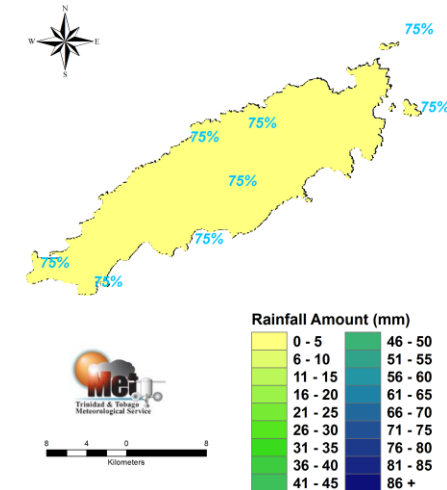 N
W E
S
75%
75%
75%
75%
75%
75%
75%
75%
Rainfall Amount (mm)
0 - 5 46 - 50
6 - 10 51 - 55
11 - 15 56 - 60
16 - 20 61 - 65
21 - 25 66 - 70
26 - 30 71 - 75
31 - 35 76 - 80
36 - 40 81 - 85
41 - 45 86 +
Met
Trinidad & Tobago
Meteorological Service
8 4 0 8
Kilometers